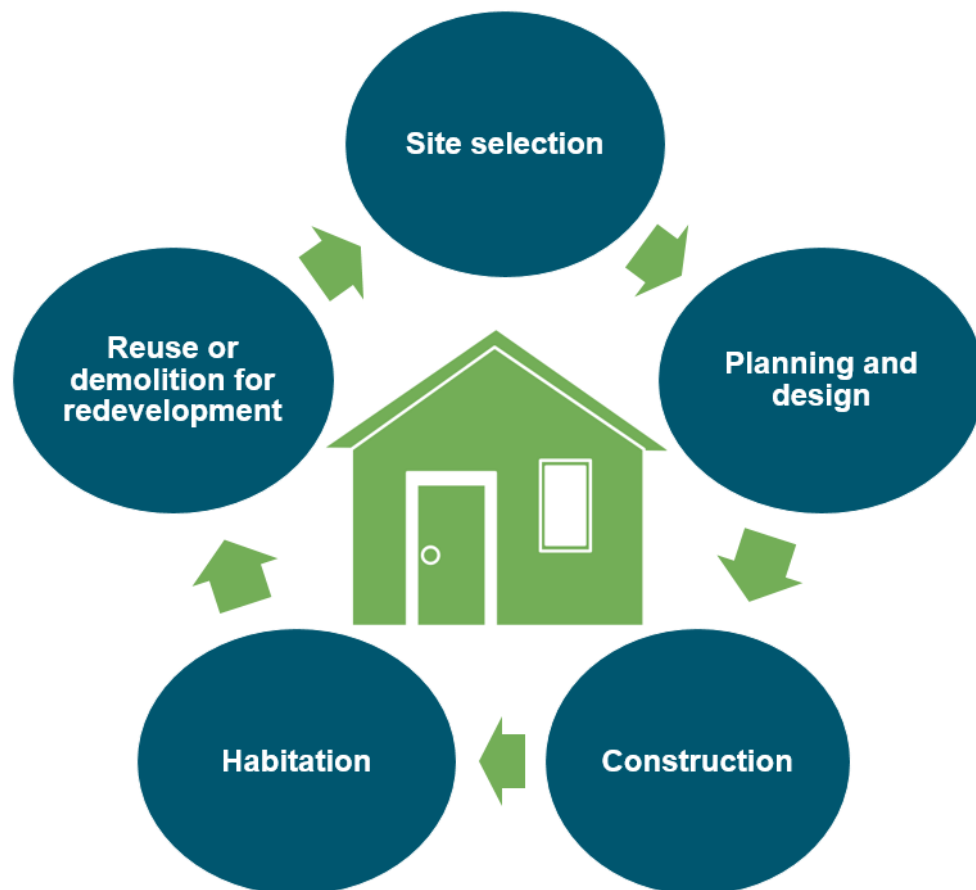 Site selection
Planning and
design
Construction
Habitation
Reuse or
demolition for
redevelopment